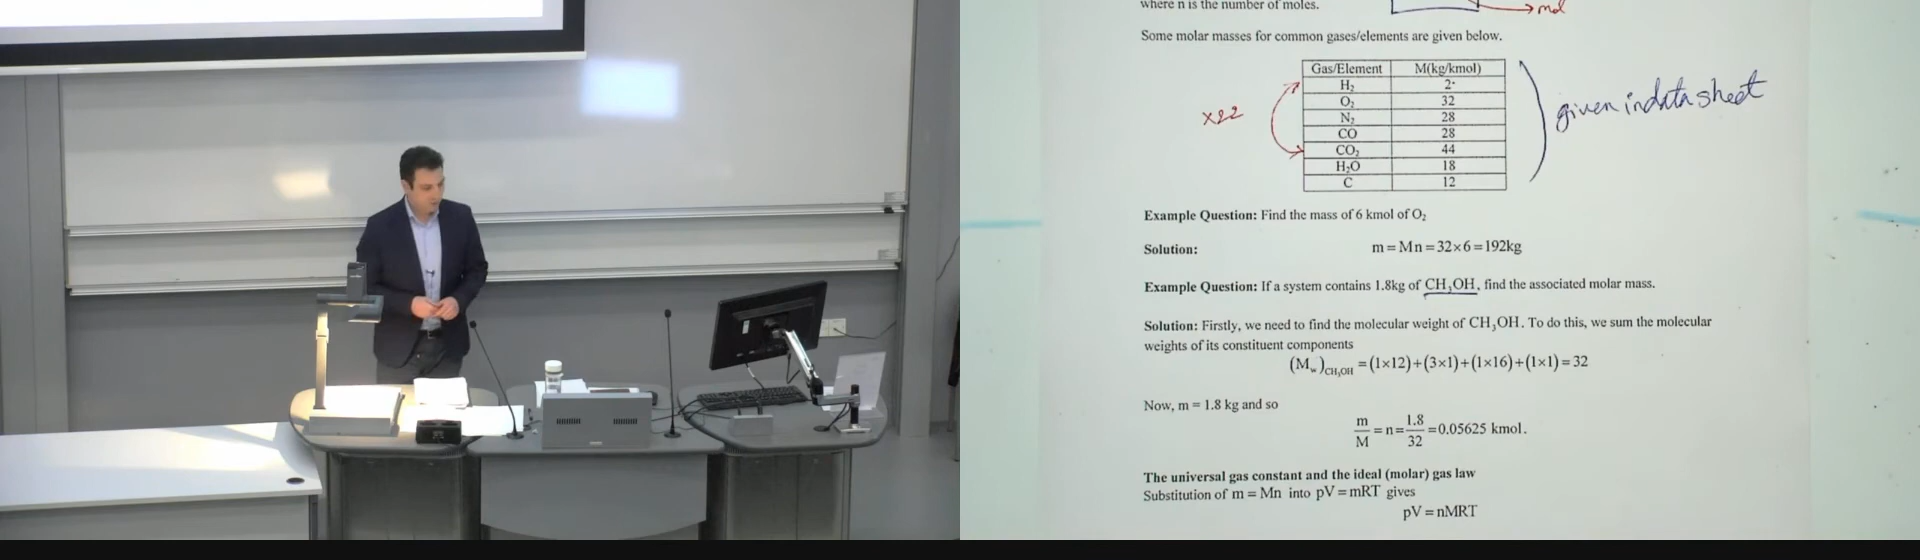 where n is the number of moles.
→ mol
Some molar masses for common gases/elements are given below.
Gas/Element M(kg/kmol)
H₂ 2
O₂ 32
N₂ 28
CO 28
CO₂ 44
H₂O 18
C 12
×22
given in data sheet
Example Question: Find the mass of 6 kmol of O₂
Solution: m = Mn = 32×6 = 192kg
Example Question: If a system contains 1.8kg of CH₃OH, find the associated molar mass.
Solution: Firstly, we need to find the molecular weight of CH₃OH. To do this, we sum the molecular
weights of its constituent components
(M_w)_CH₃OH = (1×12)+(3×1)+(1×16)+(1×1) = 32
Now, m = 1.8 kg and so
m/M = n = 1.8/32 = 0.05625 kmol.
The universal gas constant and the ideal (molar) gas law
Substitution of m = Mn into pV = mRT gives
pV = nMRT